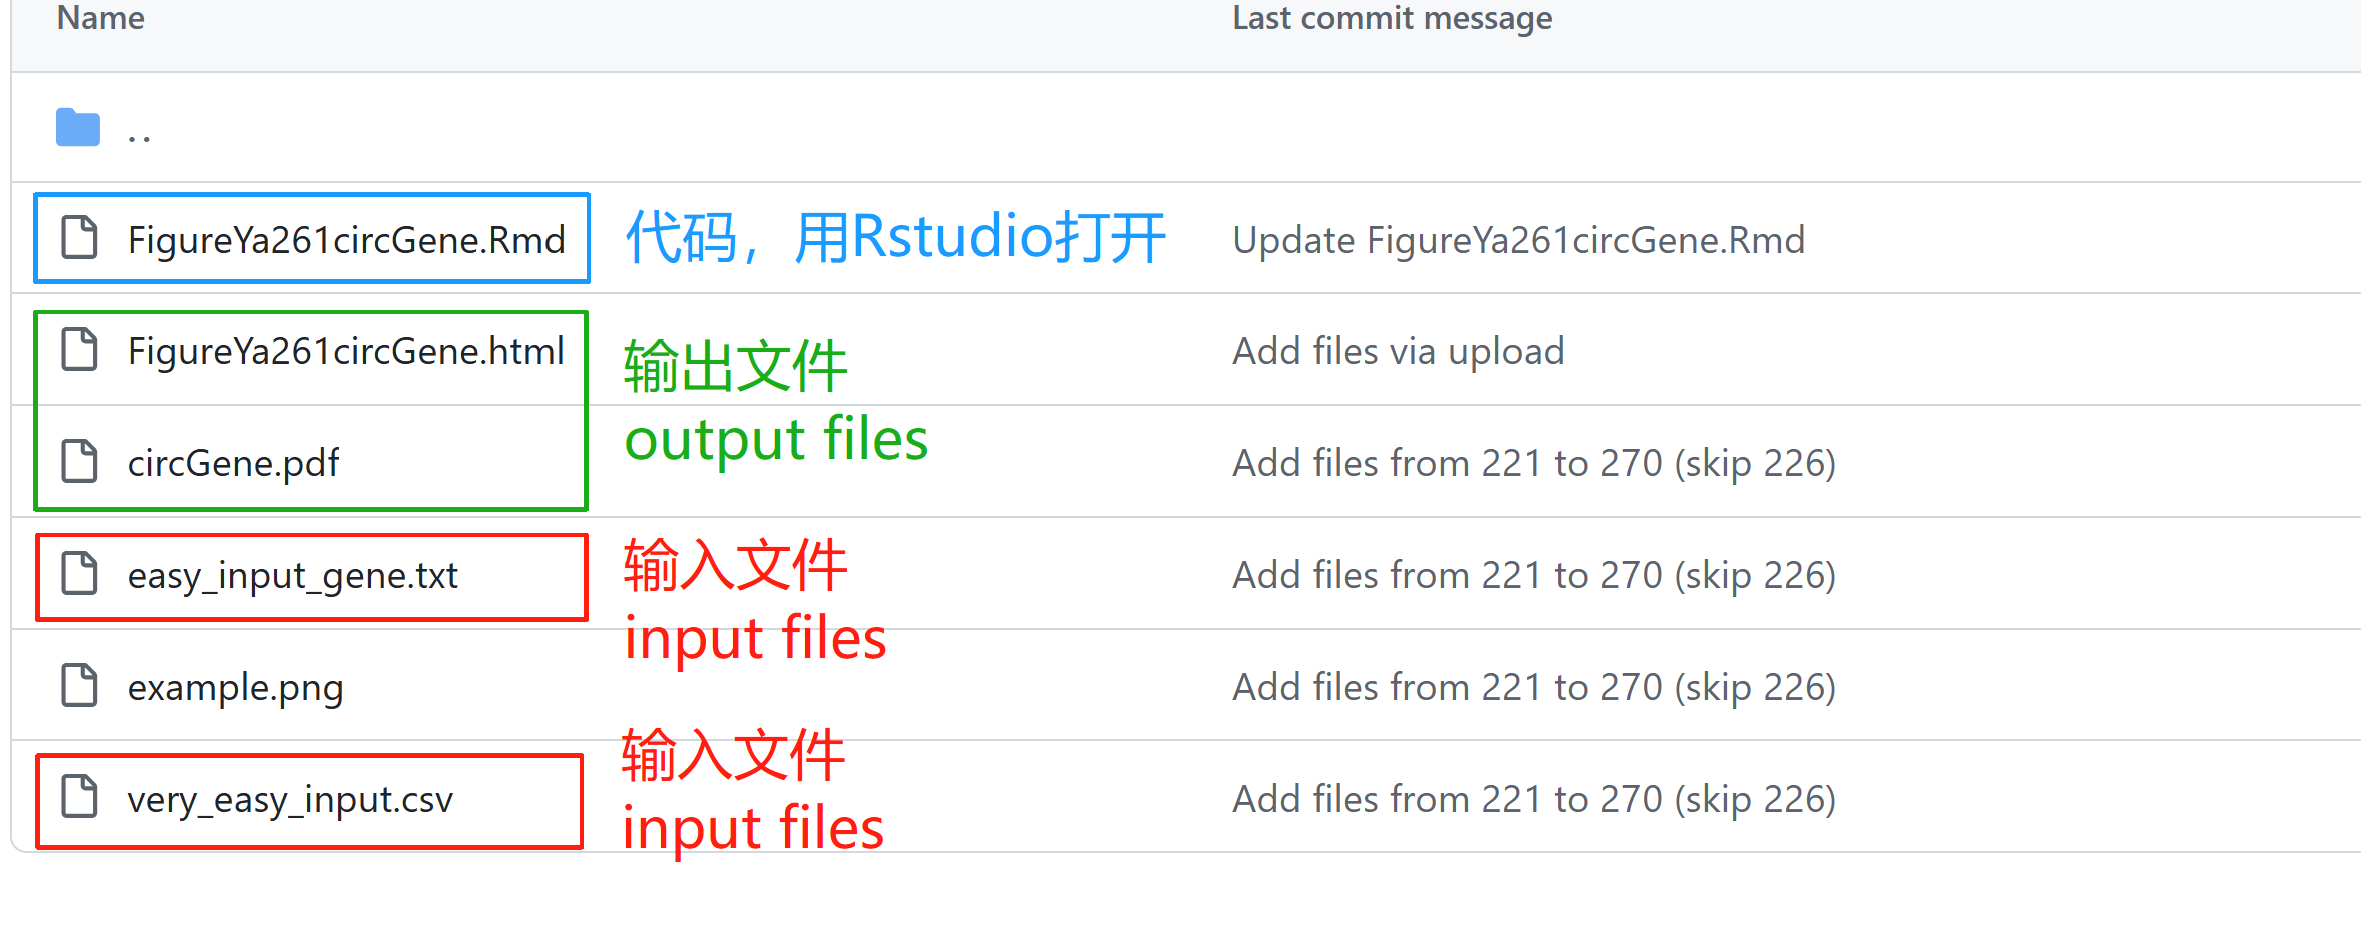 Name Last commit message
..
FigureYa261circGene.Rmd 代码，用Rstudio打开 Update FigureYa261circGene.Rmd
FigureYa261circGene.html Add files via upload
输出文件
output files
circGene.pdf Add files from 221 to 270 (skip 226)
easy_input_gene.txt 输入文件 Add files from 221 to 270 (skip 226)
input files
example.png Add files from 221 to 270 (skip 226)
输入文件
very_easy_input.csv Add files from 221 to 270 (skip 226)
input files